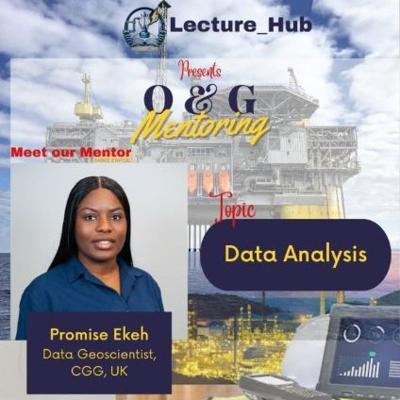 Lecture_Hub
Presents
O & G
Mentoring
Meet our Mentor
Topic
Data Analysis
Promise Ekeh
Data Geoscientist,
CGG, UK